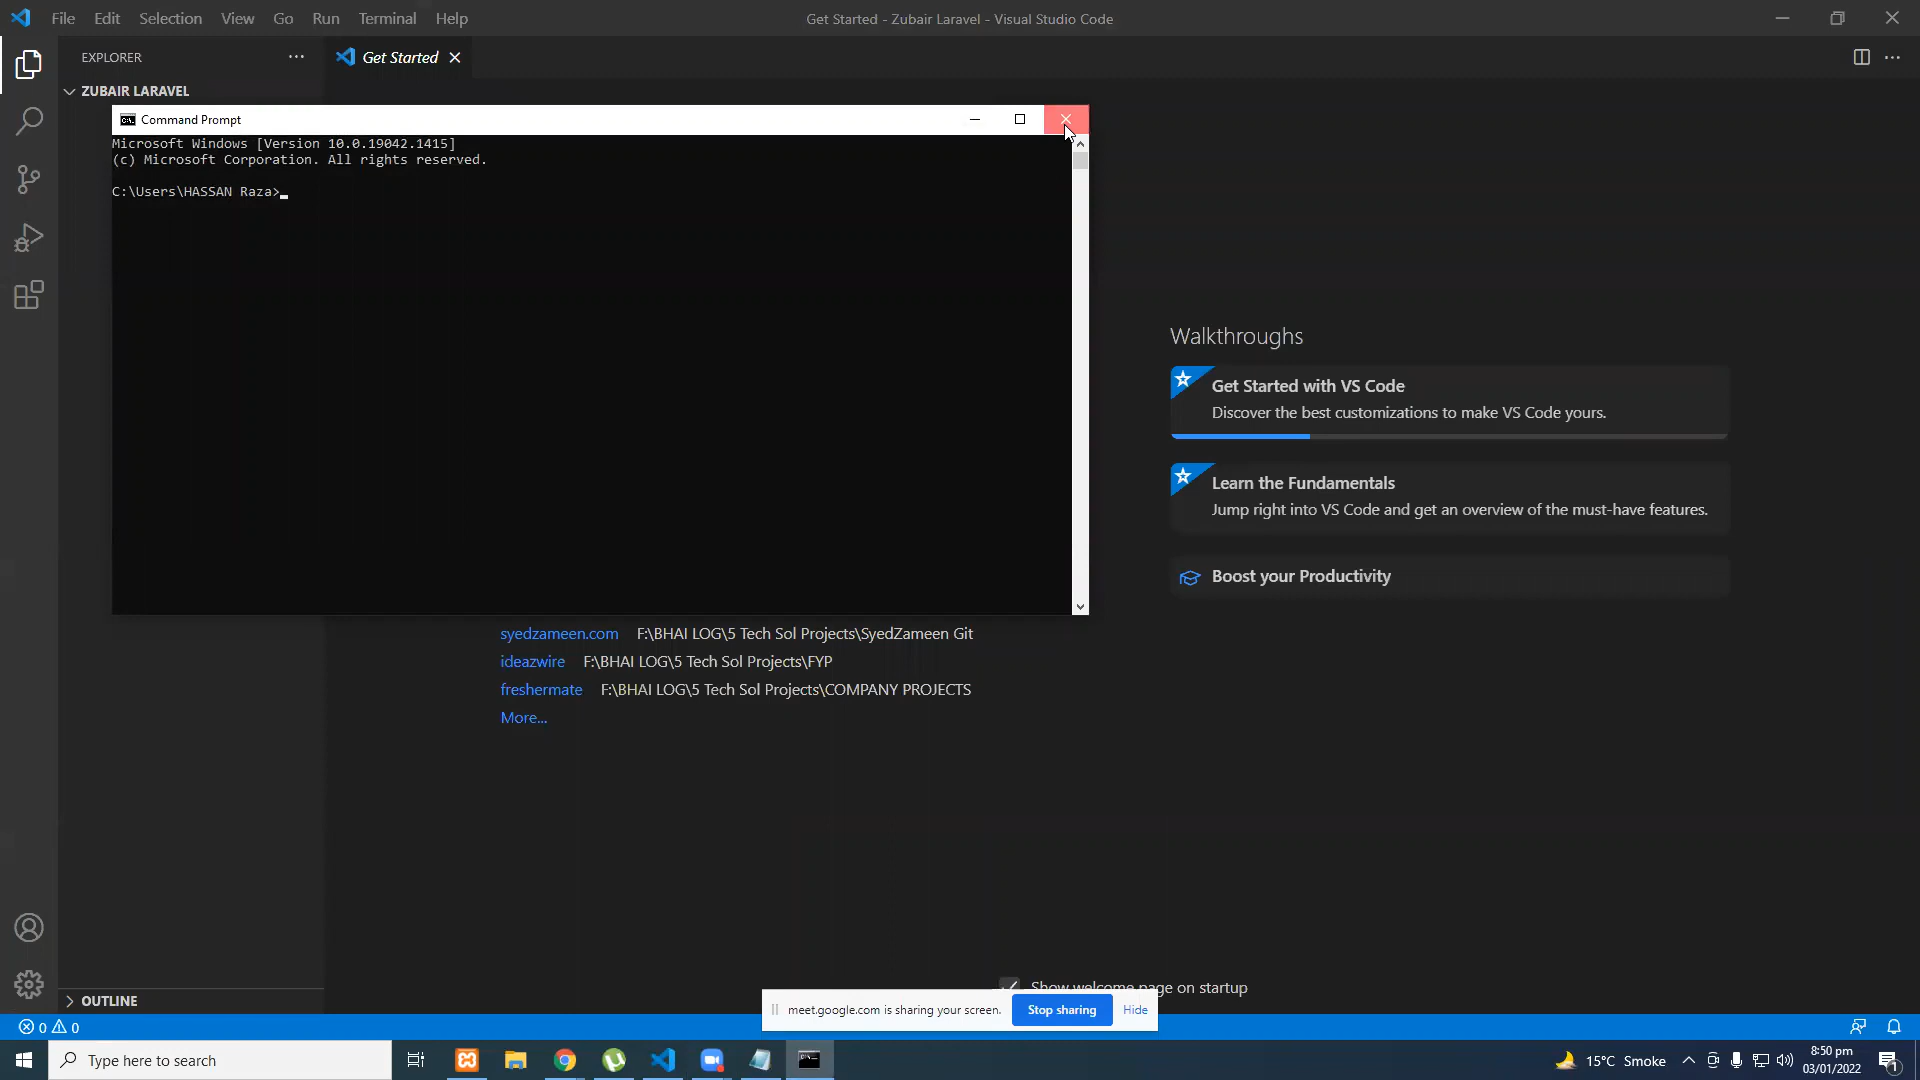 File Edit Selection View Go Run Terminal Help
Get Started - Zubair Laravel - Visual Studio Code
EXPLORER
Get Started
ZUBAIR LARAVEL
Command Prompt
Microsoft Windows [Version 10.0.19042.1415]
(c) Microsoft Corporation. All rights reserved.
C:\Users\HASSAN Raza>
Walkthroughs
Get Started with VS Code
Discover the best customizations to make VS Code yours.
Learn the Fundamentals
Jump right into VS Code and get an overview of the must-have features.
Boost your Productivity
syedzameen.com F:\BHAI LOG\5 Tech Sol Projects\SyedZameen Git
ideazwire F:\BHAI LOG\5 Tech Sol Projects\FYP
freshermate F:\BHAI LOG\5 Tech Sol Projects\COMPANY PROJECTS
More...
Show welcome page on startup
OUTLINE
meet.google.com is sharing your screen. Stop sharing Hide
0 0
Type here to search
15°C Smoke
8:50 pm
03/01/2022
1